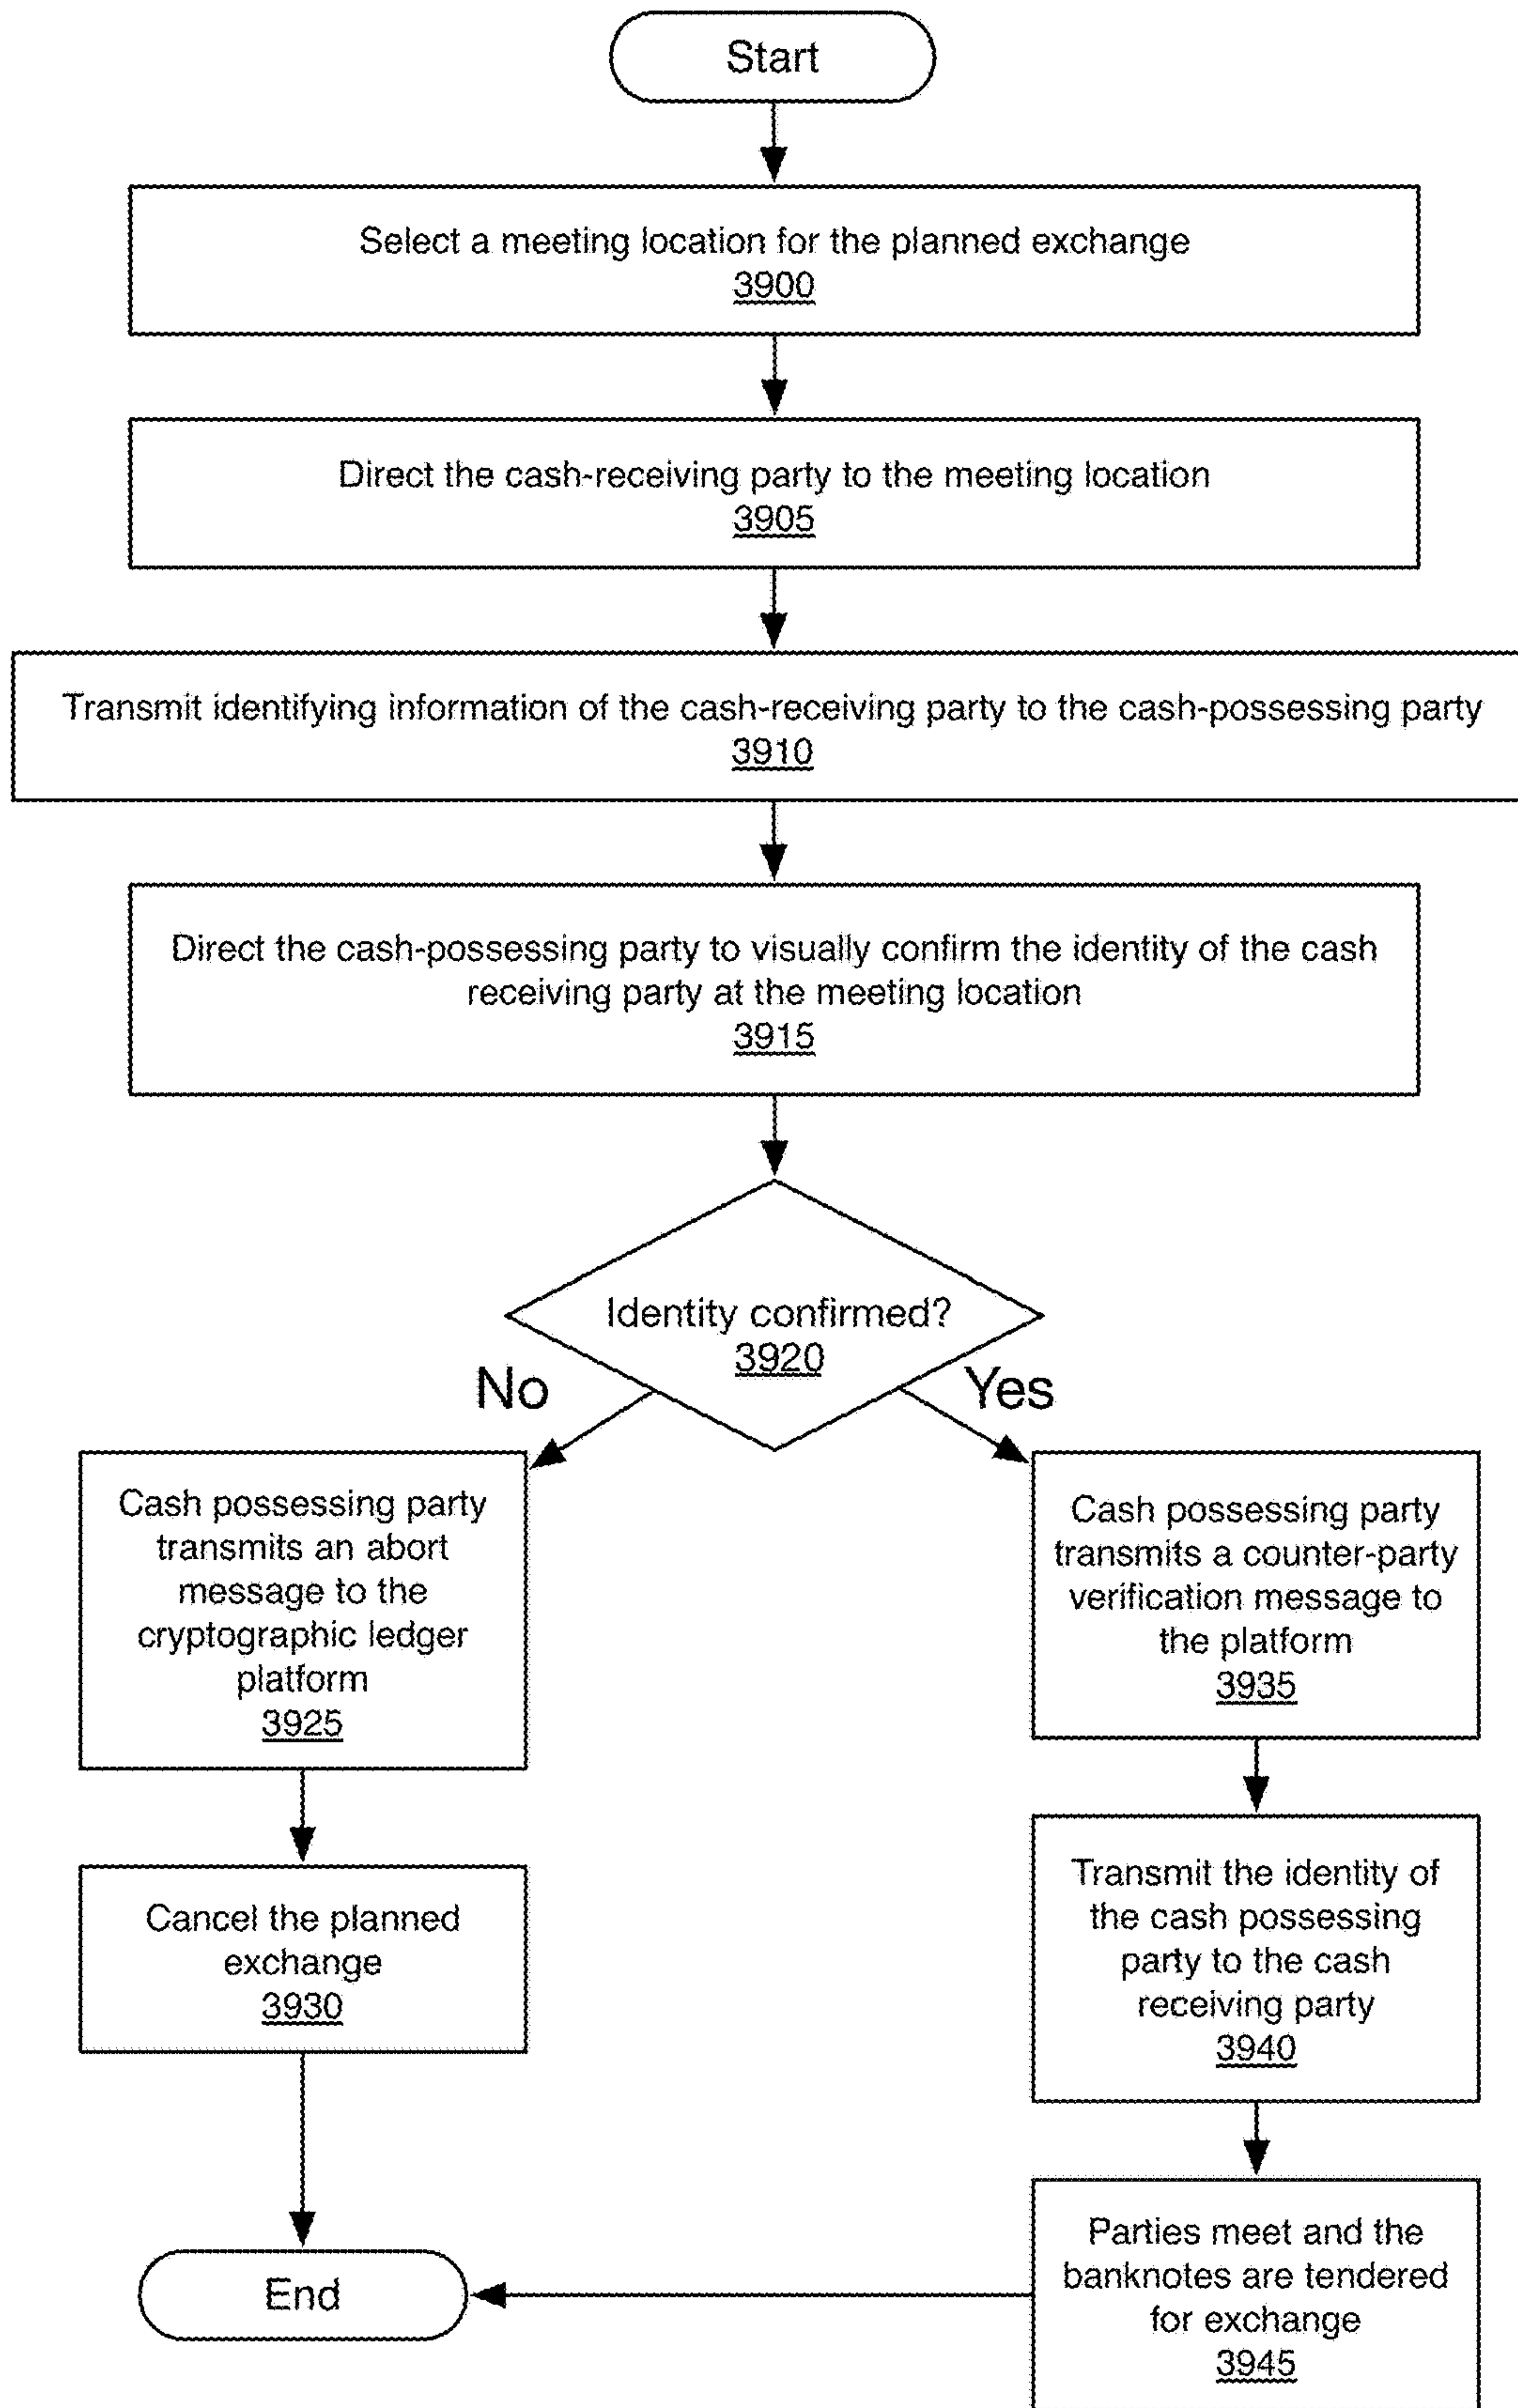 Start
Select a meeting location for the planned exchange
3900
Direct the cash-receiving party to the meeting location
3905
Transmit identifying information of the cash-receiving party to the cash-possessing party
3910
Direct the cash-possessing party to visually confirm the identity of the cash
receiving party at the meeting location
3915
Identity confirmed?
3920
No
Yes
Cash possessing party
transmits an abort
message to the
cryptographic ledger
platform
3925
Cash possessing party
transmits a counter-party
verification message to
the platform
3935
Cancel the planned
exchange
3930
Transmit the identity of
the cash possessing
party to the cash
receiving party
3940
End
Parties meet and the
banknotes are tendered
for exchange
3945